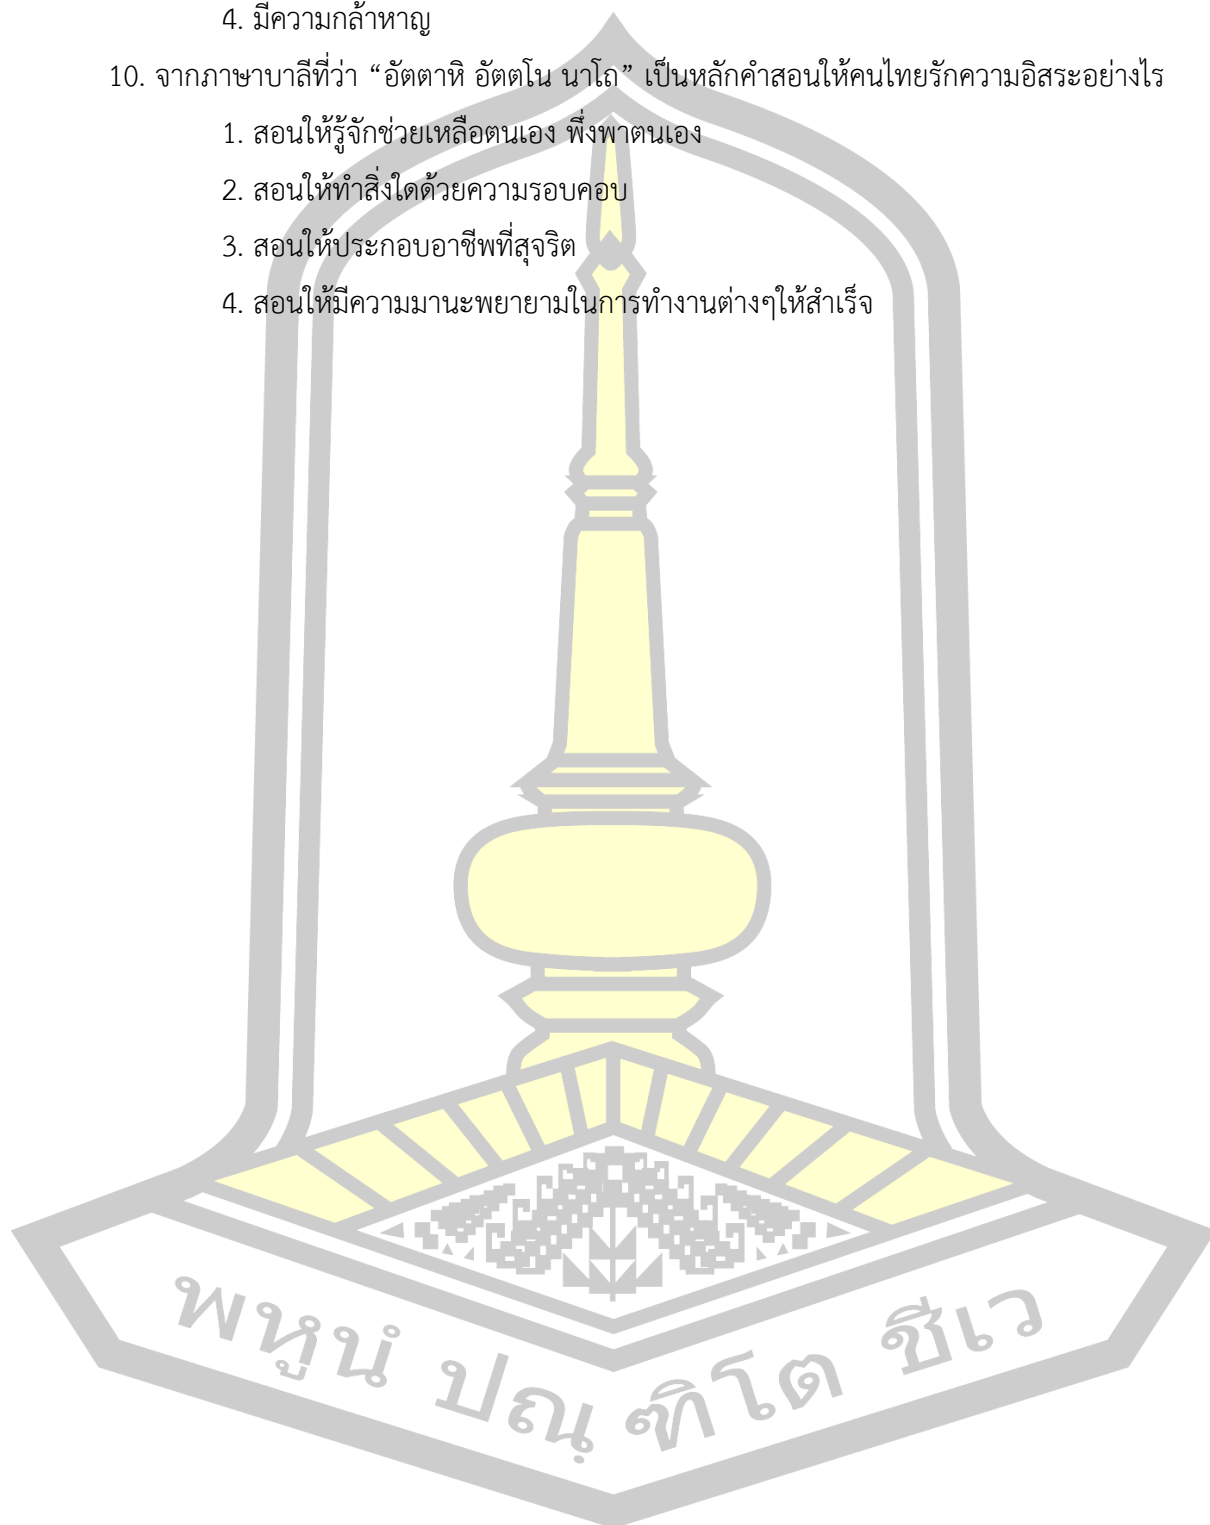 4. มีความกล้าหาญ
10. จากภาษาบาลีที่ว่า “อัตตาหิ อัตตโน นาโถ” เป็นหลักคำสอนให้คนไทยรักความอิสระอย่างไร
1. สอนให้รู้จักช่วยเหลือตนเอง พึ่งพาตนเอง
2. สอนให้ทำสิ่งใดด้วยความรอบคอบ
3. สอนให้ประกอบอาชีพที่สุจริต
4. สอนให้มีความมานะพยายามในการทำงานต่างๆให้สำเร็จ
พหูนํ ปณฺฑิโต ชีเว